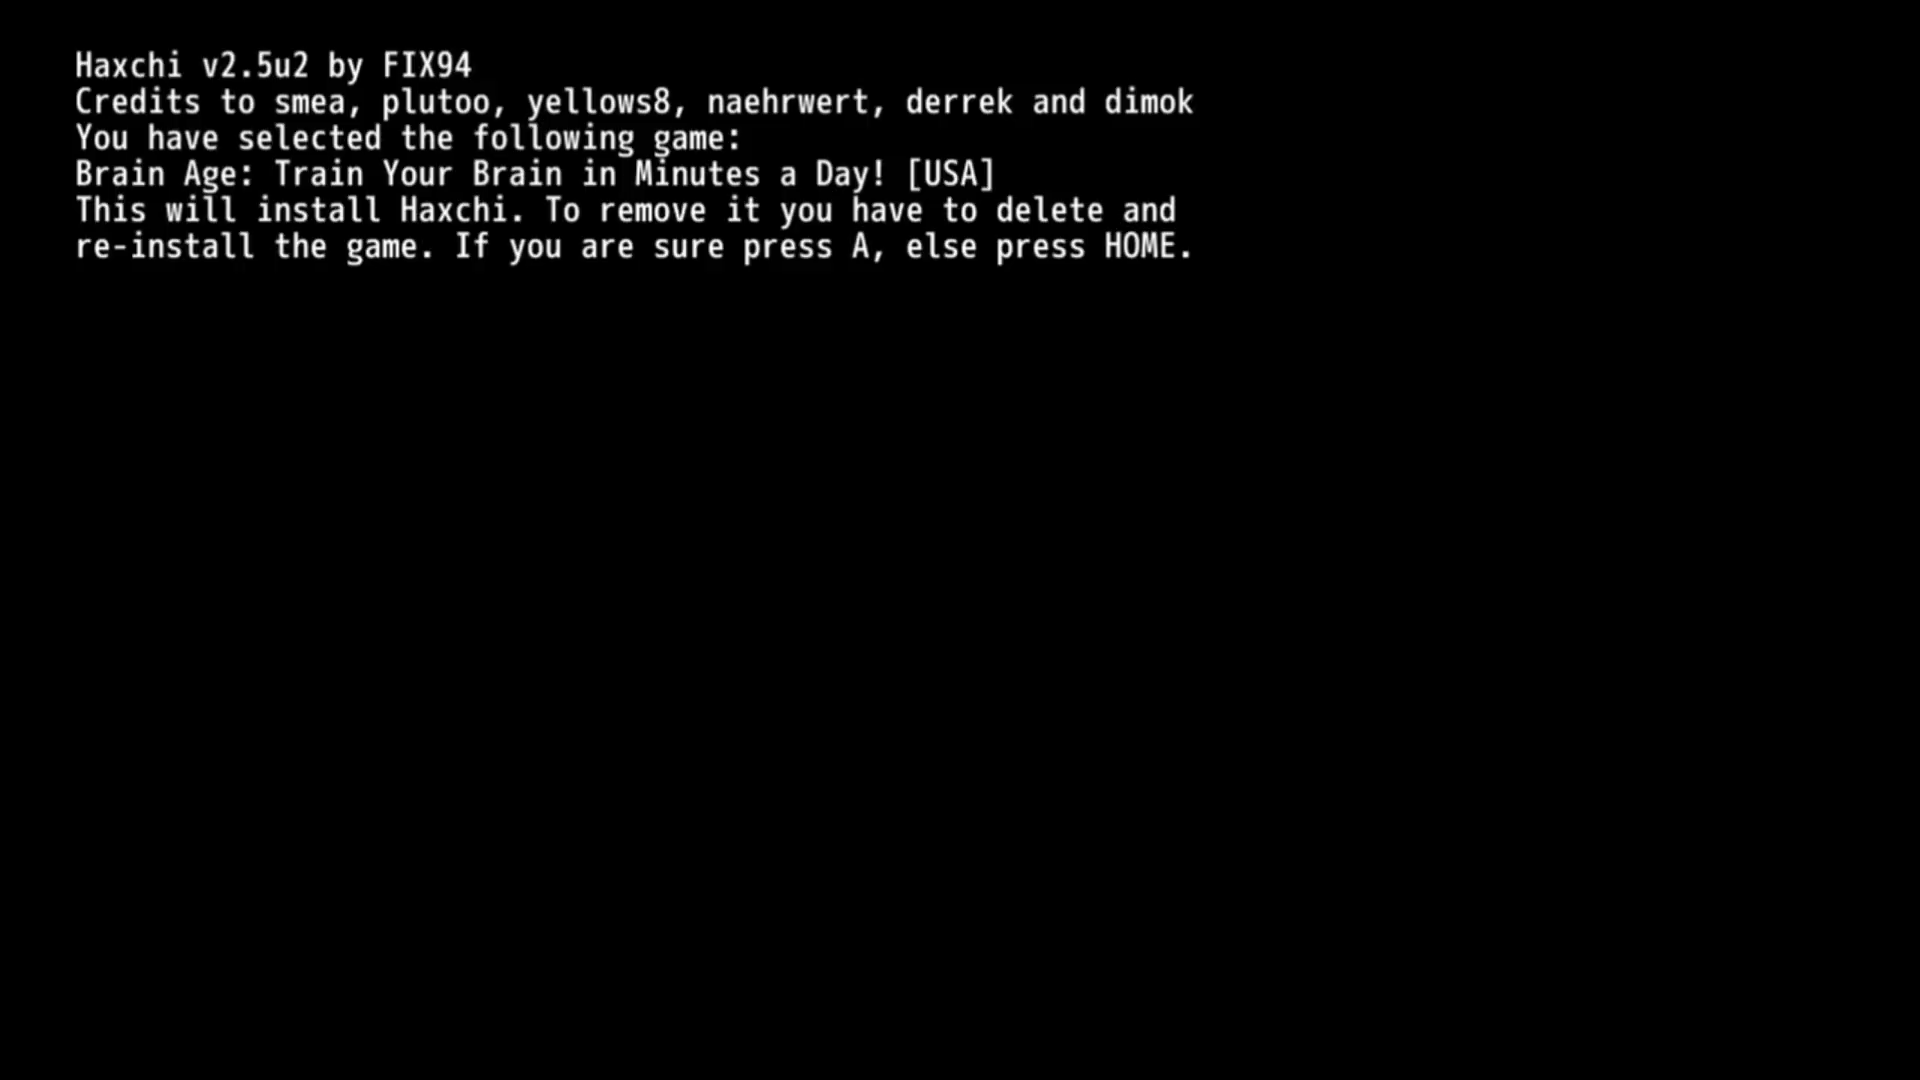 Haxchi v2.5u2 by FIX94
Credits to smea, plutoo, yellows8, naehrwert, derrek and dimok
You have selected the following game:
Brain Age: Train Your Brain in Minutes a Day! [USA]
This will install Haxchi. To remove it you have to delete and
re-install the game. If you are sure press A, else press HOME.